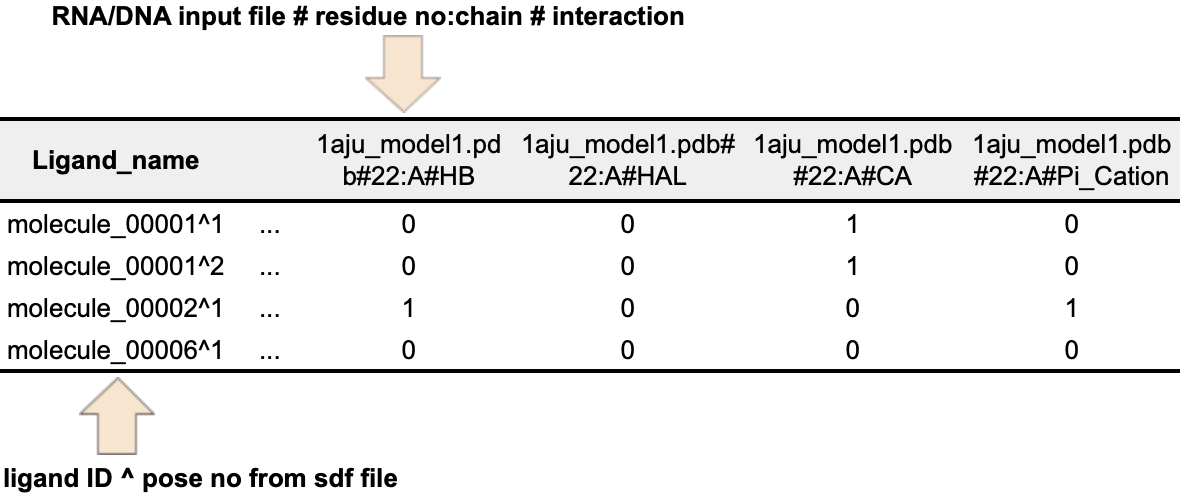 RNA/DNA input file # residue no:chain # interaction
Ligand_name 1aju_model1.pd 1aju_model1.pdb# 1aju_model1.pdb 1aju_model1.pdb
b#22:A#HB 22:A#HAL #22:A#CA #22:A#Pi_Cation
molecule_00001^1 ... 0 0 1 0
molecule_00001^2 ... 0 0 1 0
molecule_00002^1 ... 1 0 0 1
molecule_00006^1 ... 0 0 0 0
ligand ID ^ pose no from sdf file